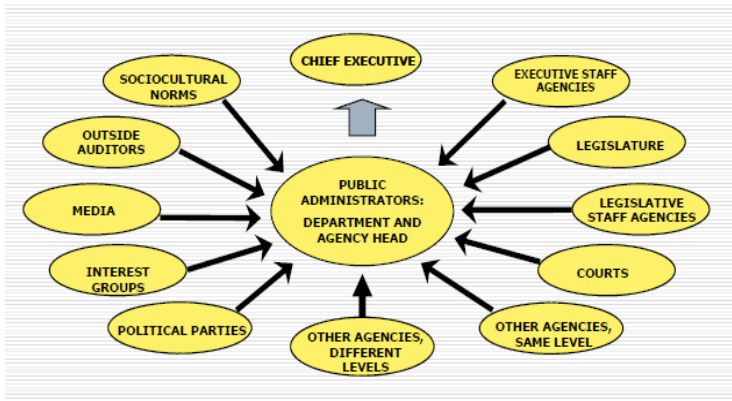 CHIEF EXECUTIVE
SOCIOCULTURAL
NORMS
EXECUTIVE STAFF
AGENCIES
OUTSIDE
AUDITORS
LEGISLATURE
PUBLIC
ADMINISTRATORS:
DEPARTMENT AND
AGENCY HEAD
MEDIA
LEGISLATIVE
STAFF AGENCIES
INTEREST
GROUPS
COURTS
POLITICAL PARTIES
OTHER AGENCIES,
DIFFERENT
LEVELS
OTHER AGENCIES,
SAME LEVEL